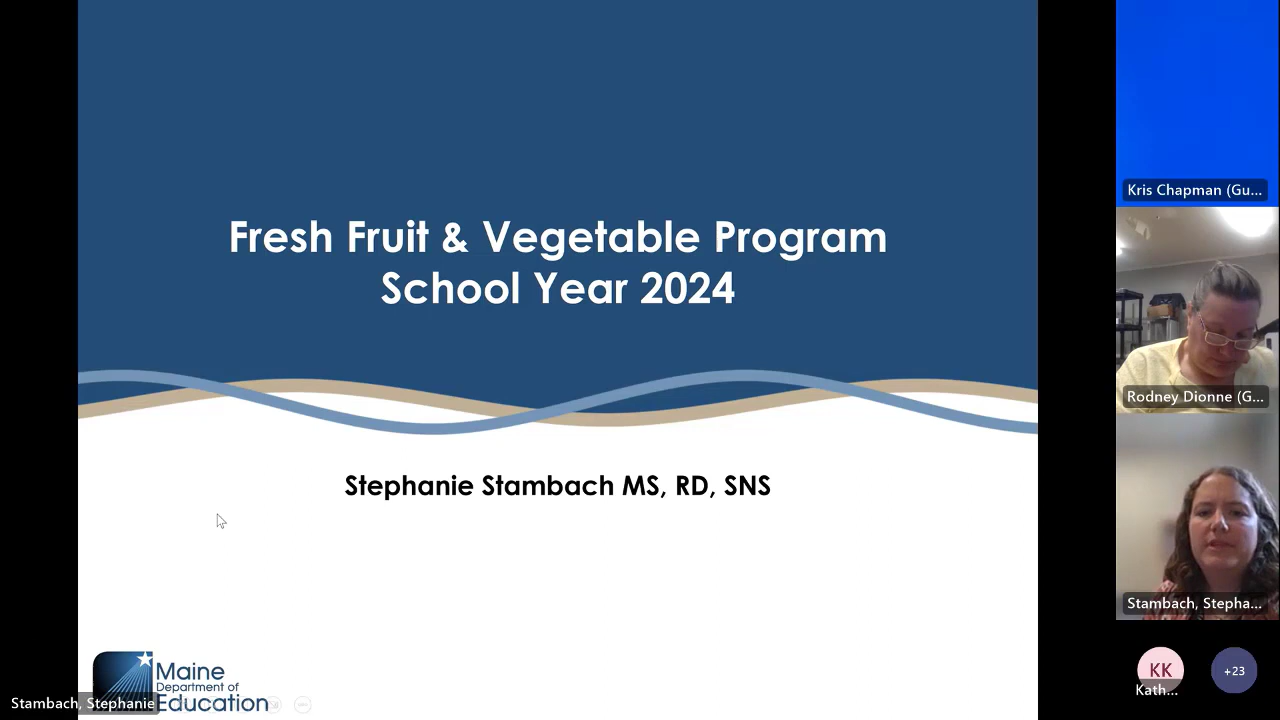 Fresh Fruit & Vegetable Program
School Year 2024
Stephanie Stambach MS, RD, SNS
Maine
Department of
Education
Stambach, Stephanie
Kris Chapman (Gu...
Rodney Dionne (G...
Stambach, Stepha...
KK
Kath...
+23